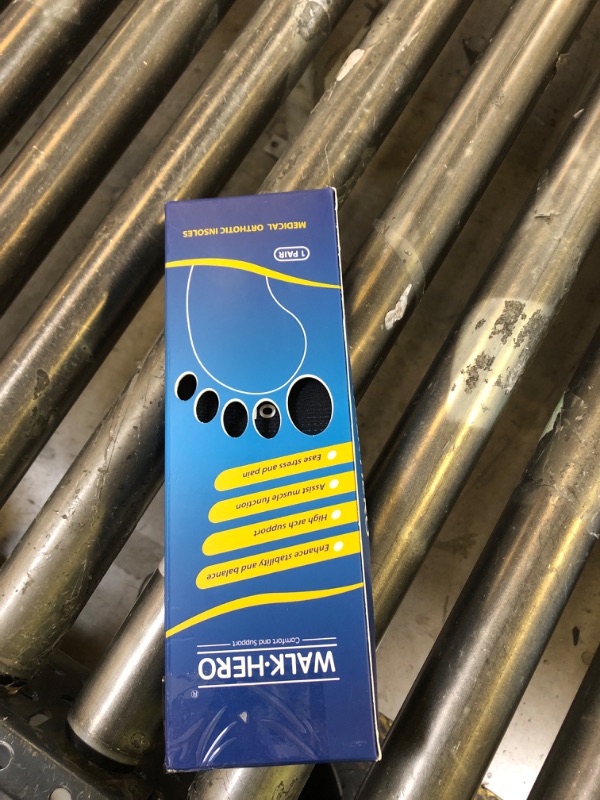 WALK·HERO®
Comfort and Support
Enhance stability and balance
High arch support
Assist muscle function
Ease stress and pain
1 PAIR
MEDICAL ORTHOTIC INSOLES